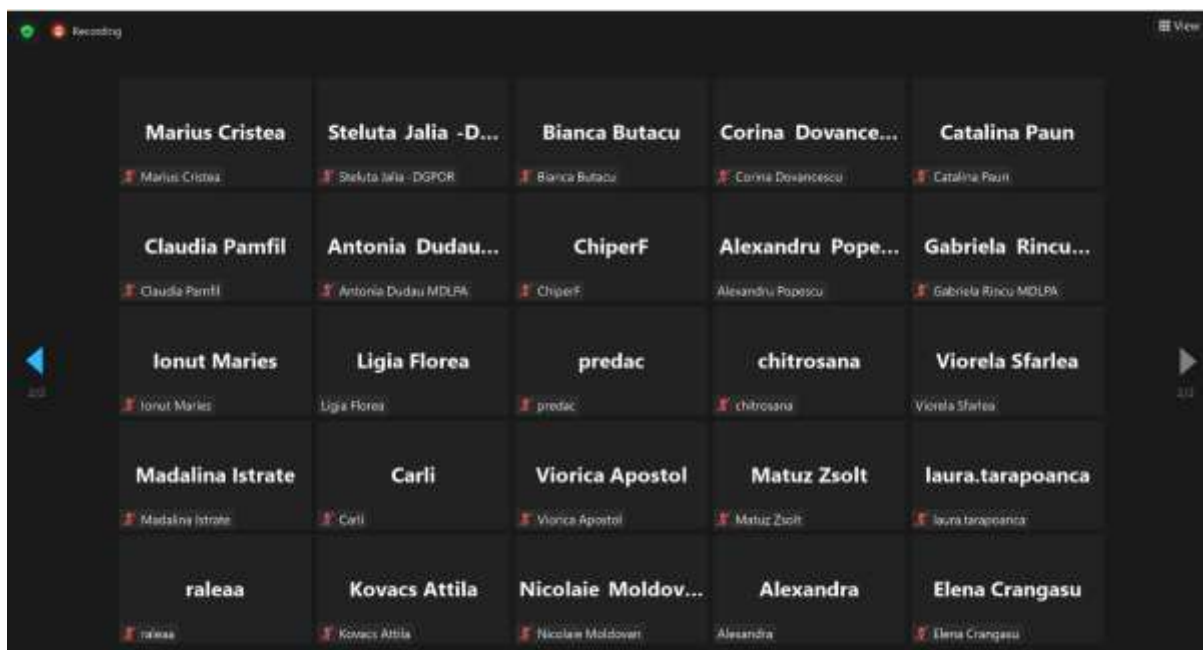 Recording
View
Marius Cristea
Steluta Jalia -D...
Bianca Butacu
Corina Dovance...
Catalina Paun
Marius Cristea
Steluta Jalia - DGPOR
Bianca Butacu
Corina Dovancescu
Catalina Paun
Claudia Pamfil
Antonia Dudau...
ChiperF
Alexandru Pope...
Gabriela Rincu...
Claudia Pamfil
Antonia Dudau MDLPA
ChiperF
Alexandru Popescu
Gabriela Rincu MDLPA
Ionut Maries
Ligia Florea
predac
chitrosana
Viorela Sfarlea
Ionut Maries
Ligia Florea
predac
chitrosana
Viorela Sfarlea
Madalina Istrate
Carli
Viorica Apostol
Matuz Zsolt
laura.tarapoanca
Madalina Istrate
Carli
Viorica Apostol
Matuz Zsolt
laura.tarapoanca
raleaa
Kovacs Attila
Nicolaie Moldov...
Alexandra
Elena Crangasu
raleaa
Kovacs Attila
Nicolaie Moldovan
Alexandra
Elena Crangasu